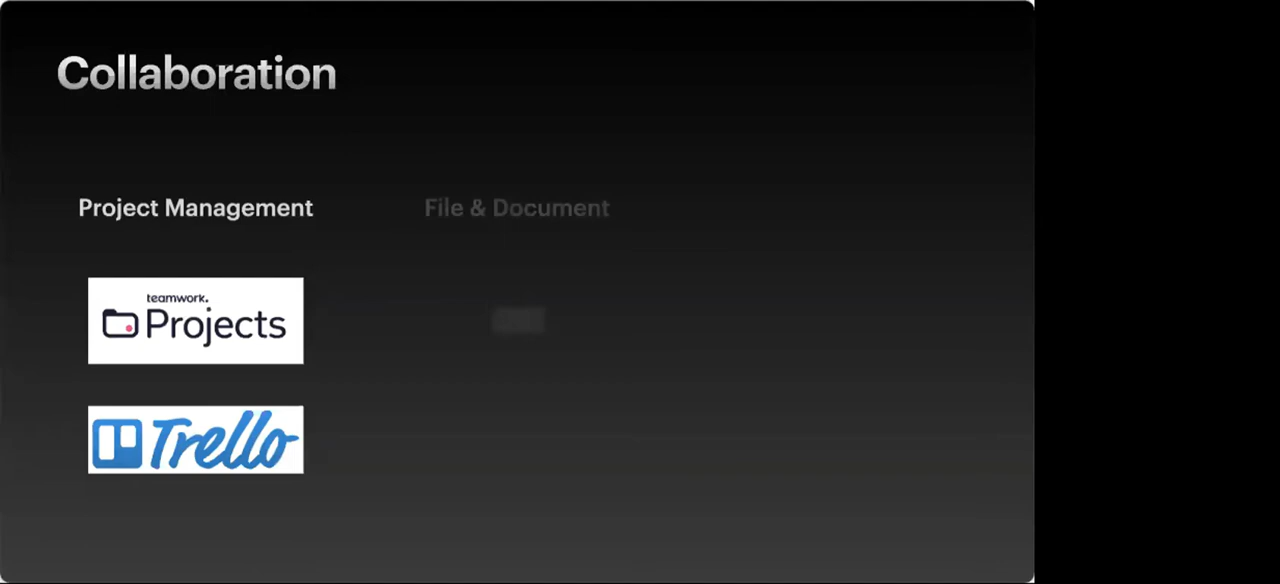 Collaboration
Project Management
File & Document
teamwork.
Projects
Trello